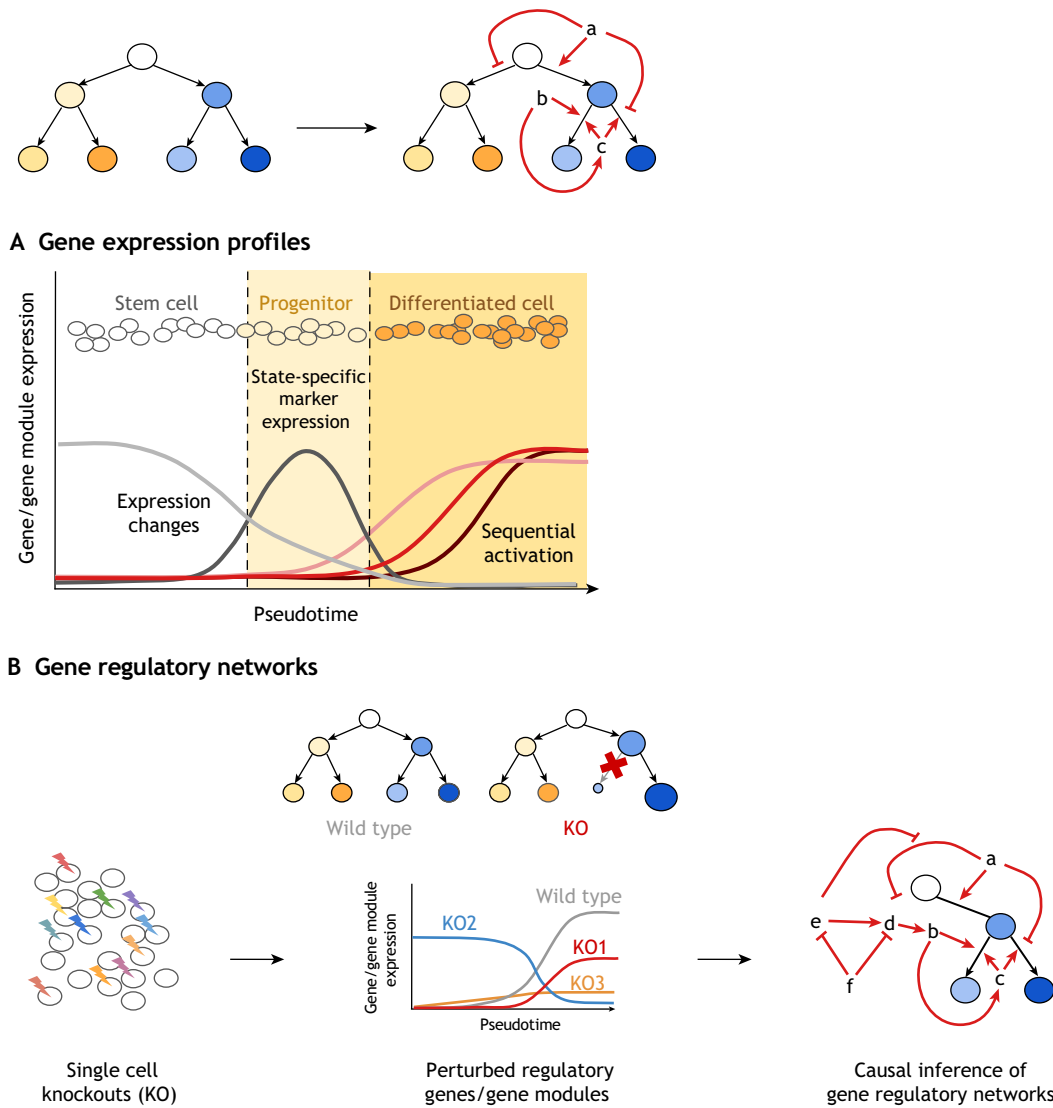 a
b
c
A Gene expression profiles
Gene/gene module expression
Stem cell
Progenitor
Differentiated cell
State-specific
marker
expression
Expression
changes
Sequential
activation
Pseudotime
B Gene regulatory networks
Wild type
KO
Gene/gene module
expression
Wild type
KO2
KO1
KO3
Pseudotime
a
e
d
b
c
f
Single cell
knockouts (KO)
Perturbed regulatory
genes/gene modules
Causal inference of
gene regulatory networks